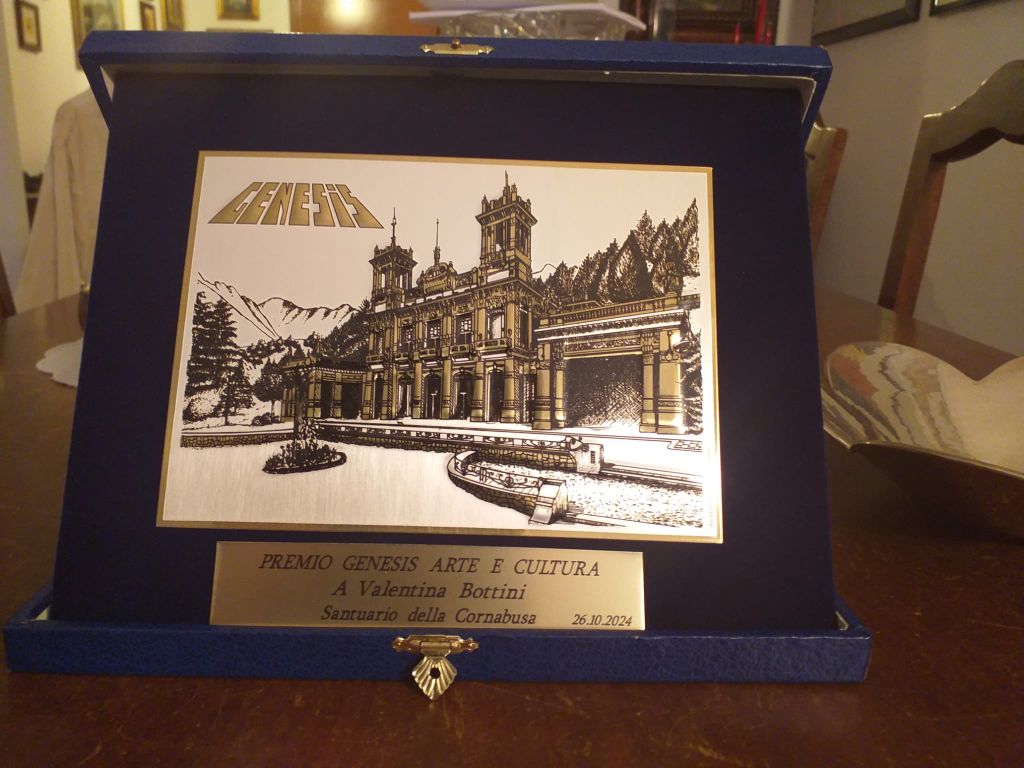 GENESIS
PREMIO GENESIS ARTE E CULTURA
A Valentina Bottini
Santuario della Cornabusa 26.10.2024